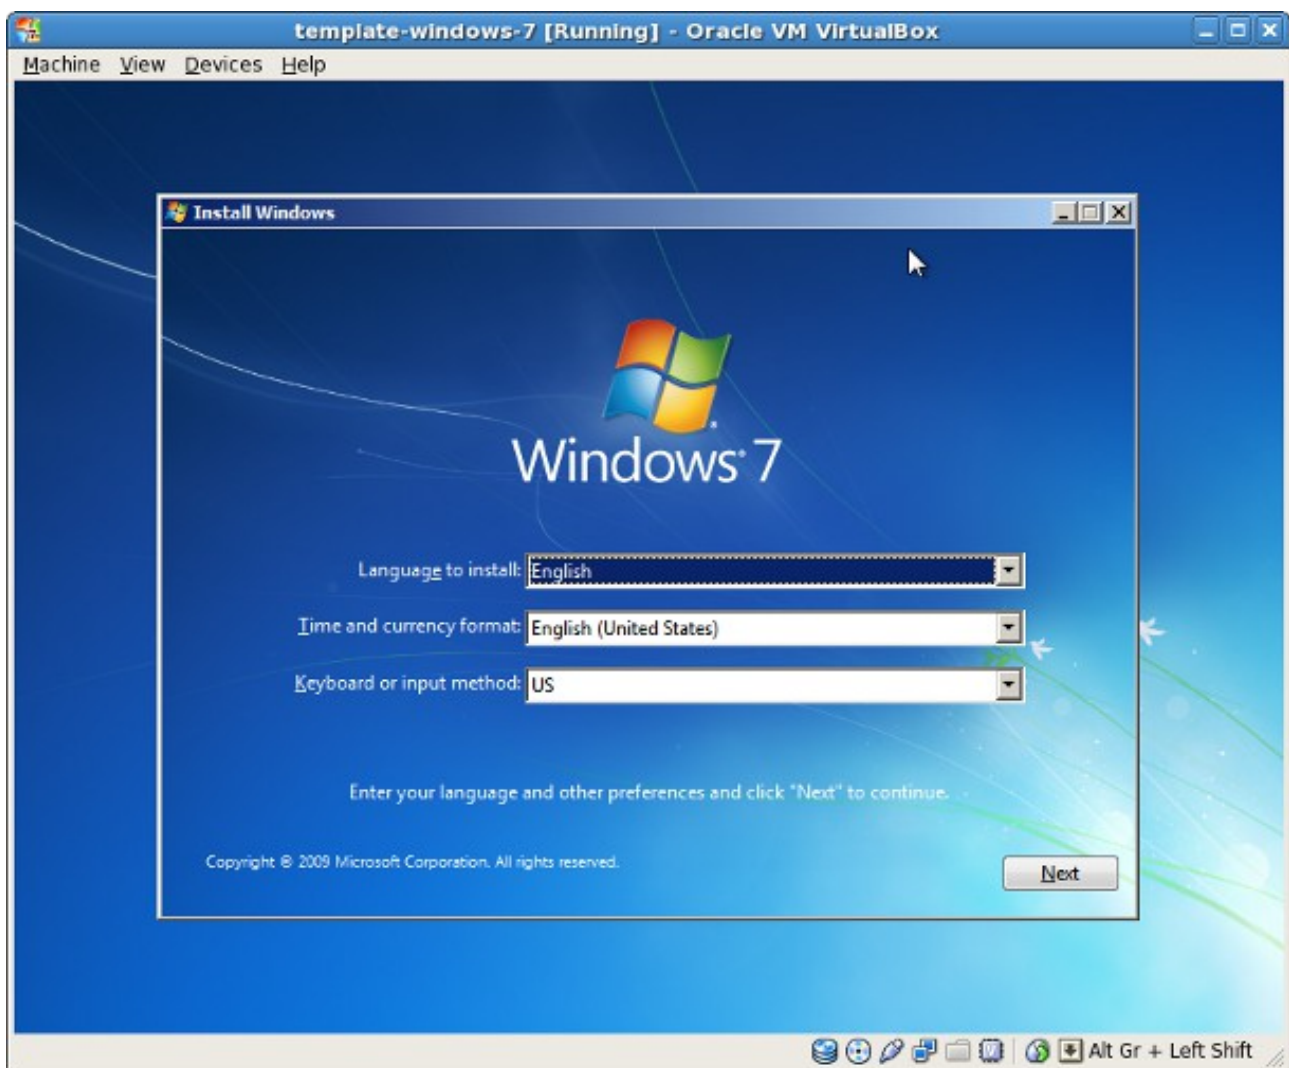 template-windows-7 [Running] - Oracle VM VirtualBox
Machine View Devices Help
Install Windows
Windows® 7
Language to install: English
Time and currency format: English (United States)
Keyboard or input method: US
Enter your language and other preferences and click "Next" to continue.
Copyright © 2009 Microsoft Corporation. All rights reserved.
Next
Alt Gr + Left Shift